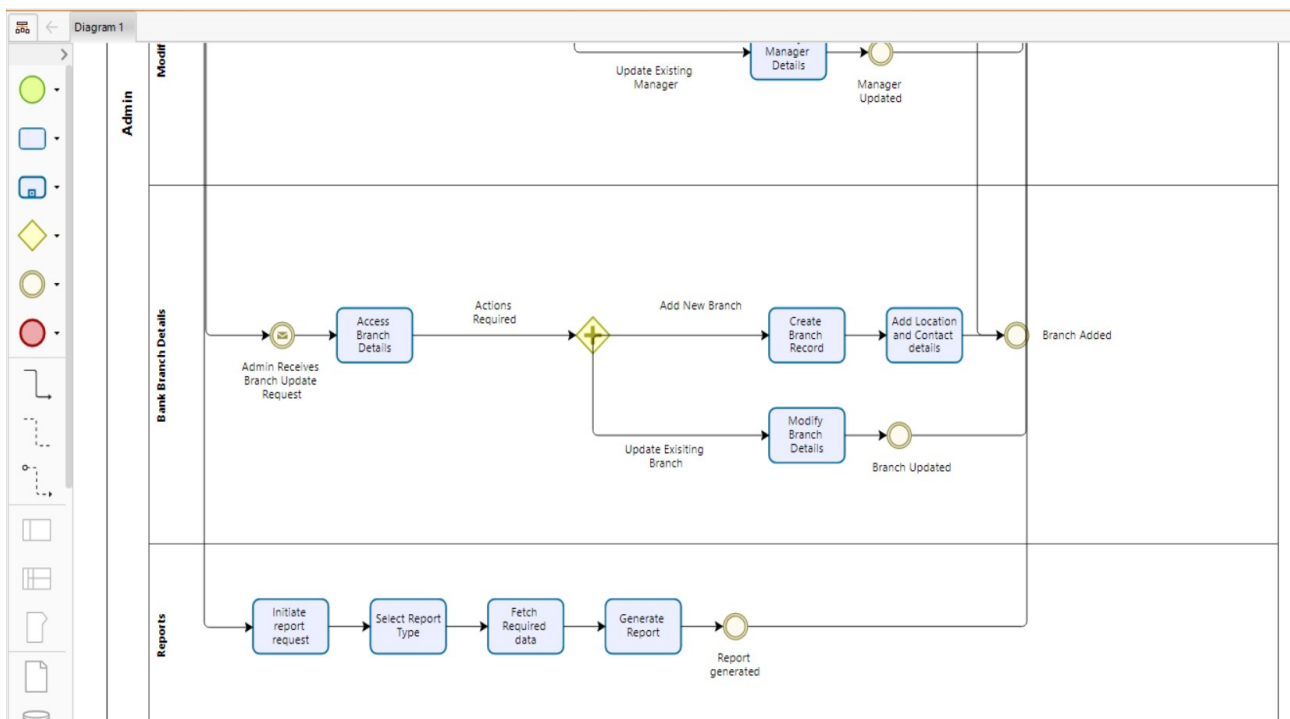 Diagram 1
Admin
Modif
Manager
Details
Update Existing
Manager
Manager
Updated
Bank Branch Details
Admin Receives
Branch Update
Request
Access
Branch
Details
Actions
Required
Add New Branch
Create
Branch
Record
Add Location
and Contact
details
Branch Added
Update Exisiting
Branch
Modify
Branch
Details
Branch Updated
Reports
Initiate
report
request
Select Report
Type
Fetch
Required
data
Generate
Report
Report
generated